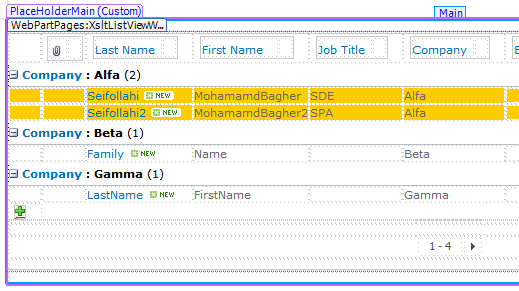 PlaceHolderMain (Custom)
Main
WebPartPages:XsltListViewW...
Last Name First Name Job Title Company
Company : Alfa (2)
Seifollahi NEW MohamamdBagher SDE Alfa
Seifollahi2 NEW MohamamdBagher2 SPA Alfa
Company : Beta (1)
Family NEW Name Beta
Company : Gamma (1)
LastName NEW FirstName Gamma
1 - 4